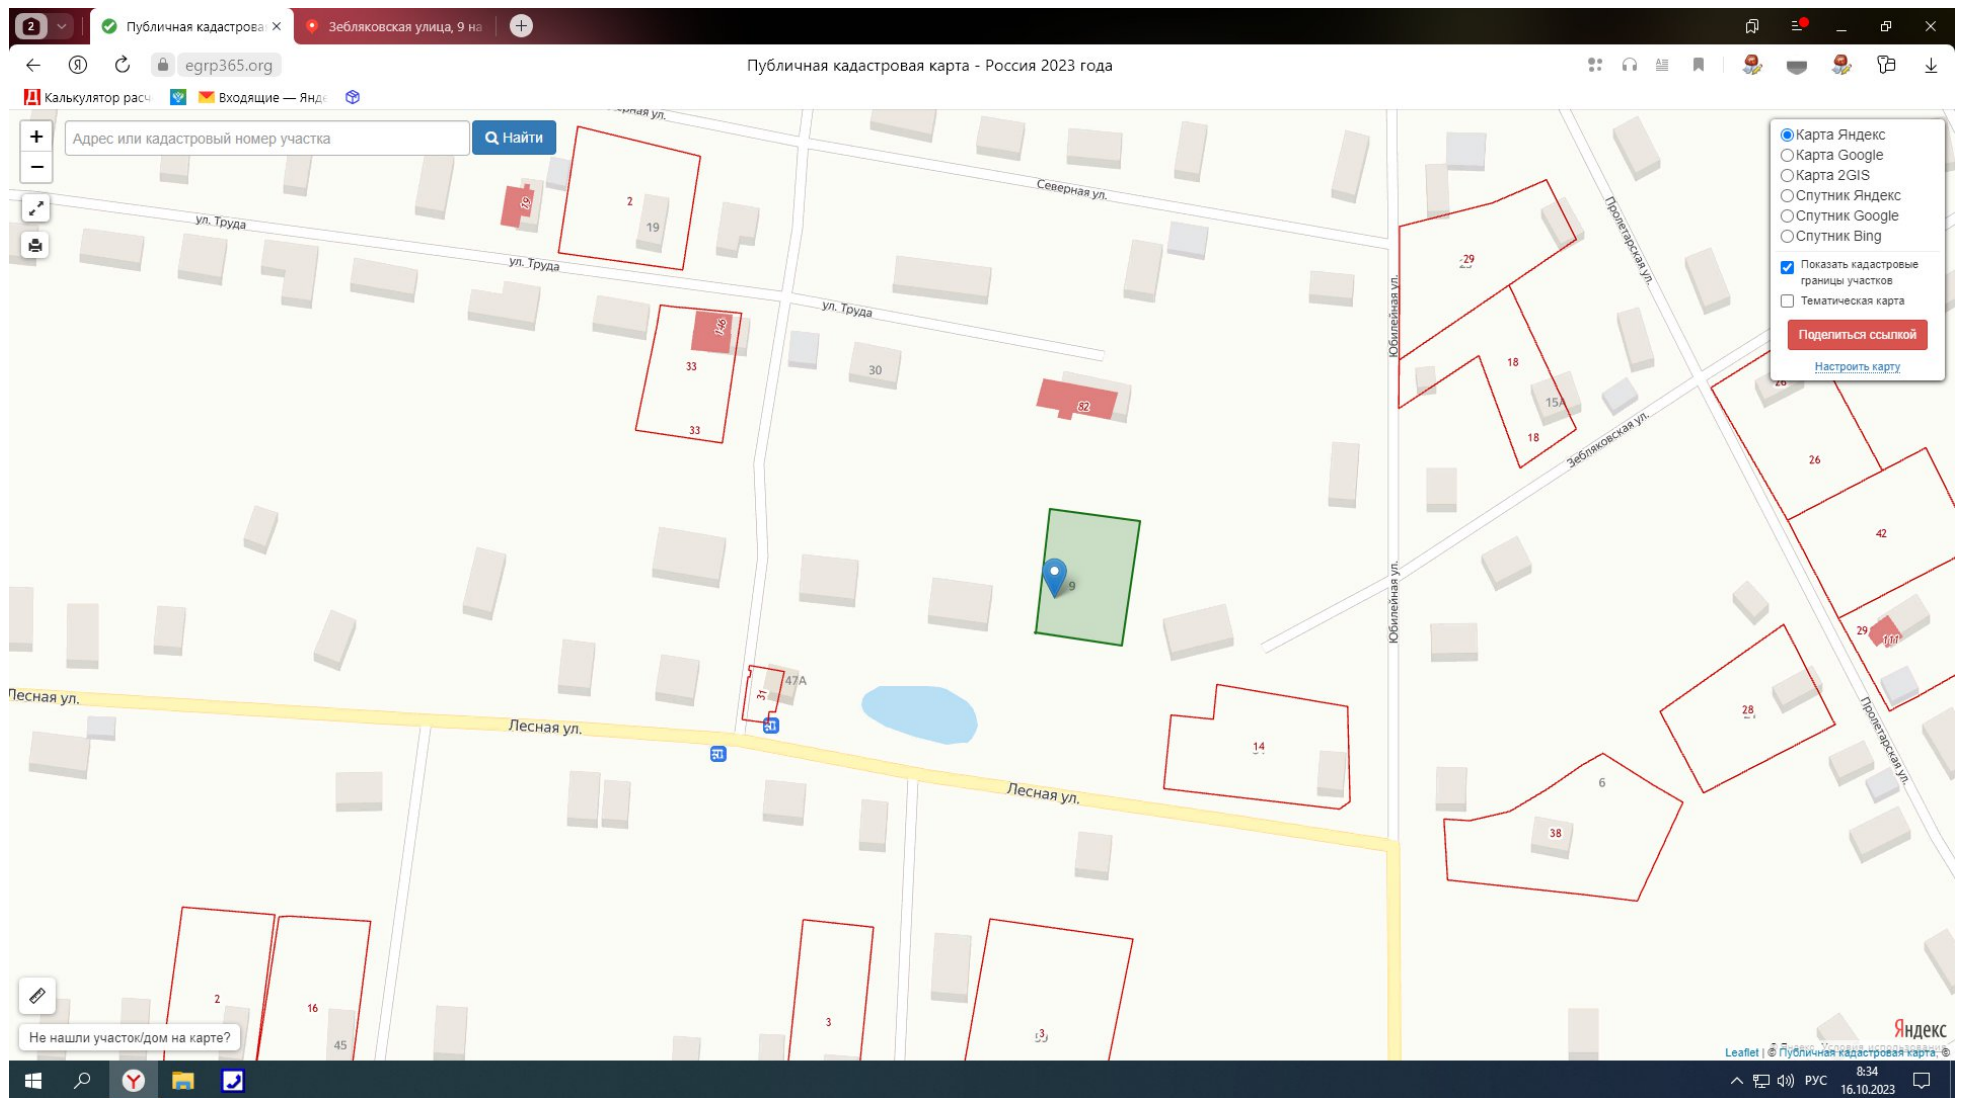 2
Публичная кадастрова
Зебляковская улица, 9 на
egrp365.org
Публичная кадастровая карта - Россия 2023 года
Калькулятор расч
Входящие — Янде
Адрес или кадастровый номер участка
Найти
Карта Яндекс
Карта Google
Карта 2GIS
Спутник Яндекс
Спутник Google
Спутник Bing
Показать кадастровые
границы участков
Тематическая карта
Поделиться ссылкой
Настроить карту
Северная ул.
ул. Труда
ул. Труда
ул. Труда
79
2
19
146
33
33
30
82
29
18
15А
18
Юбилейная ул.
Юбилейная ул.
Пролетарская ул.
Зебляковская ул.
26
42
29
111
9
47А
31
Лесная ул.
Лесная ул.
Лесная ул.
14
28
Пролетарская ул.
6
38
2
16
45
3
Не нашли участок/дом на карте?
Яндекс
Leaflet | © Публичная кадастровая карта, ©
РУС
8:34
16.10.2023